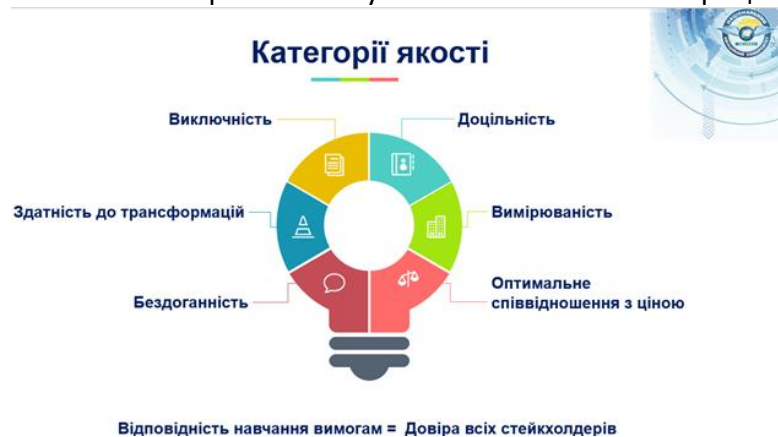 Категорії якості
Виключність
Доцільність
Здатність до трансформацій
Вимірюваність
Бездоганність
Оптимальне
співвідношення з ціною
Відповідність навчання вимогам = Довіра всіх стейкхолдерів